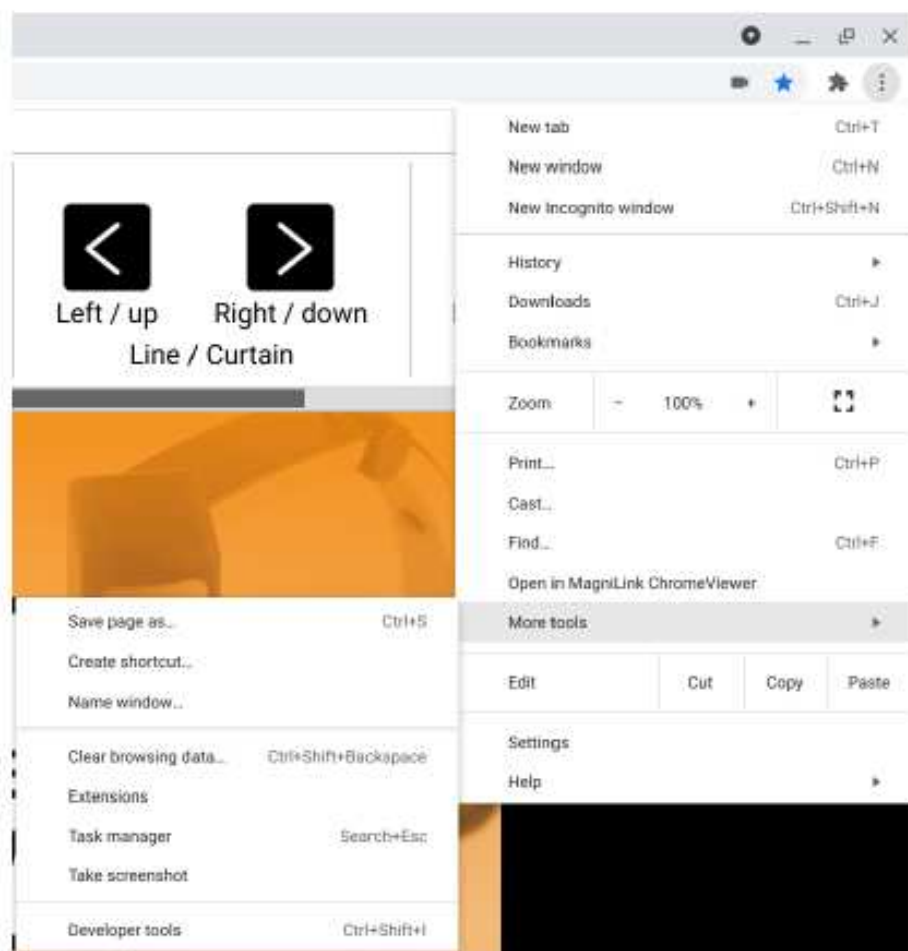 New tab Ctrl+T
New window Ctrl+N
New Incognito window Ctrl+Shift+N
History
Downloads Ctrl+J
Bookmarks
Zoom - 100% +
Print... Ctrl+P
Cast...
Find... Ctrl+F
Open in MagniLink ChromeViewer
More tools
Edit Cut Copy Paste
Settings
Help
Left / up Right / down
Line / Curtain
Save page as... Ctrl+S
Create shortcut...
Name window...
Clear browsing data... Ctrl+Shift+Backspace
Extensions
Task manager Search+Esc
Take screenshot
Developer tools Ctrl+Shift+I